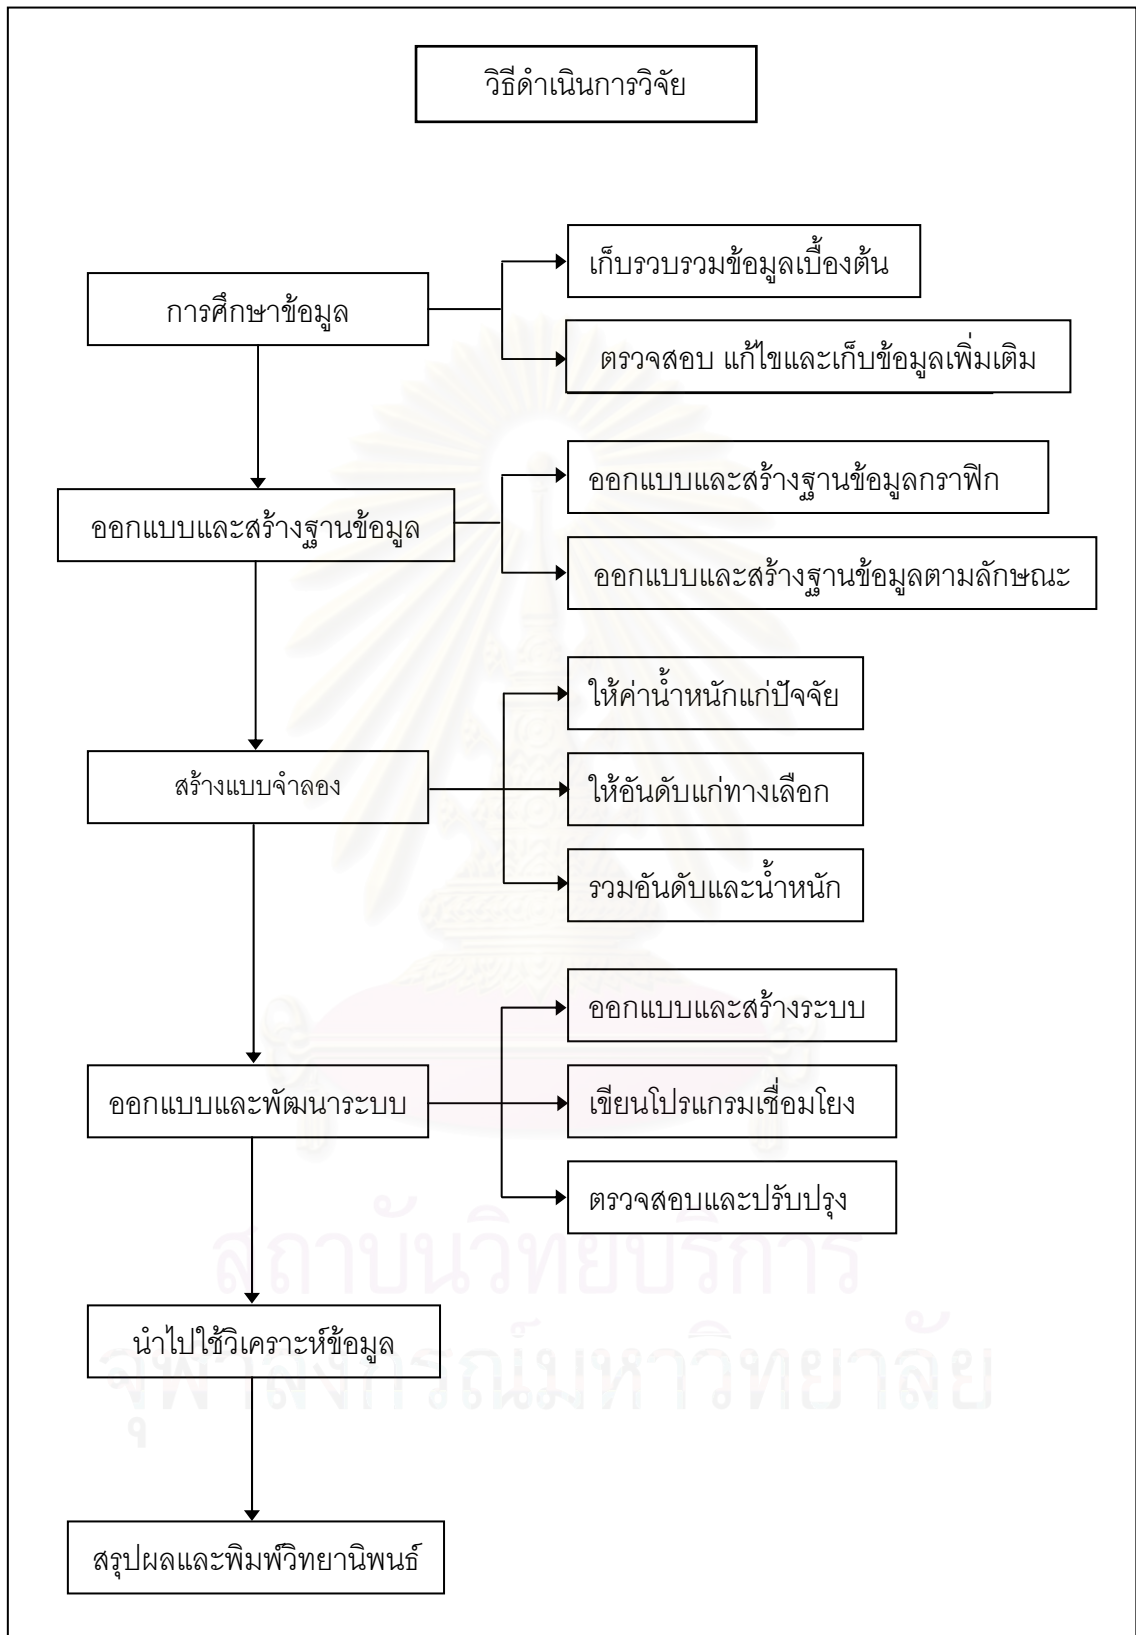 วิธีดำเนินการวิจัย
เก็บรวบรวมข้อมูลเบื้องต้น
การศึกษาข้อมูล
ตรวจสอบ แก้ไขและเก็บข้อมูลเพิ่มเติม
ออกแบบและสร้างฐานข้อมูลกราฟิก
ออกแบบและสร้างฐานข้อมูล
ออกแบบและสร้างฐานข้อมูลตามลักษณะ
ให้ค่าน้ำหนักแก่ปัจจัย
สร้างแบบจำลอง
ให้อันดับแก่ทางเลือก
รวมอันดับและน้ำหนัก
ออกแบบและสร้างระบบ
ออกแบบและพัฒนาระบบ
เขียนโปรแกรมเชื่อมโยง
ตรวจสอบและปรับปรุง
สถาบันวิทยบริการ
นำไปใช้วิเคราะห์ข้อมูล
จุฬาลงกรณ์มหาวิทยาลัย
สรุปผลและพิมพ์วิทยานิพนธ์